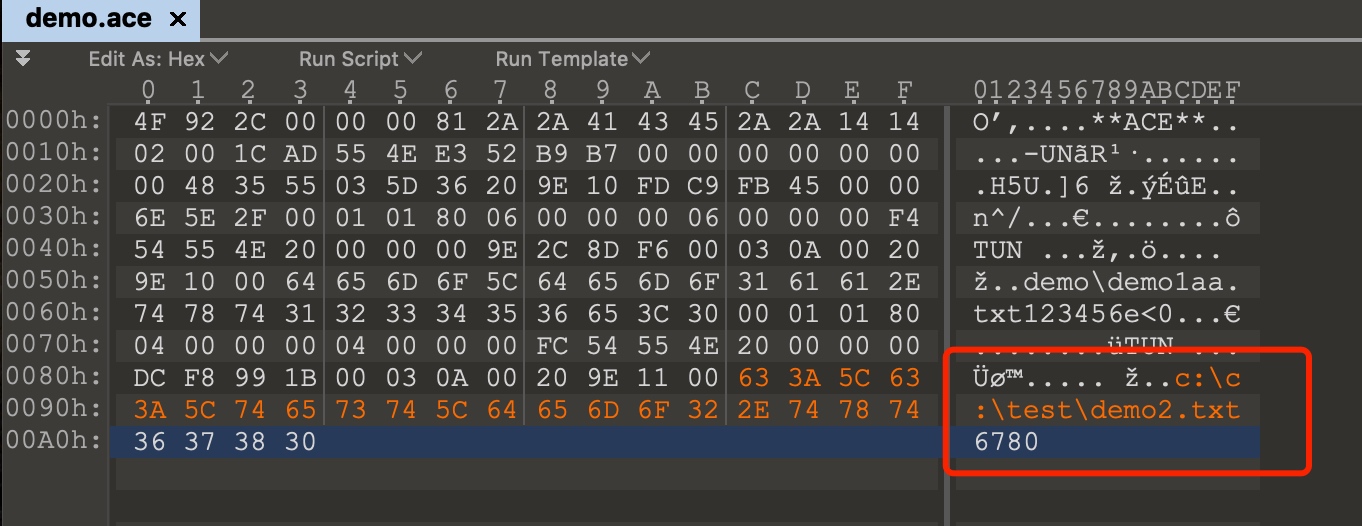 demo.ace ×
Edit As: Hex Run Script Run Template
0 1 2 3 4 5 6 7 8 9 A B C D E F 0123456789ABCDEF
0000h: 4F 92 2C 00 00 00 81 2A 2A 41 43 45 2A 2A 14 14 O’,....**ACE**..
0010h: 02 00 1C AD 55 4E E3 52 B9 B7 00 00 00 00 00 00 ...-UNãR¹·......
0020h: 00 48 35 55 03 5D 36 20 9E 10 FD C9 FB 45 00 00 .H5U.]6 ž.ýÉûE..
0030h: 6E 5E 2F 00 01 01 80 06 00 00 00 06 00 00 00 F4 n^/...€........ô
0040h: 54 55 4E 20 00 00 00 9E 2C 8D F6 00 03 0A 00 20 TUN ...ž,.ö....
0050h: 9E 10 00 64 65 6D 6F 5C 64 65 6D 6F 31 61 61 2E ž..demo\demo1aa.
0060h: 74 78 74 31 32 33 34 35 36 65 3C 30 00 01 01 80 txt123456e<0...€
0070h: 04 00 00 00 04 00 00 00 FC 54 55 4E 20 00 00 00 ........üTUN ...
0080h: DC F8 99 1B 00 03 0A 00 20 9E 11 00 63 3A 5C 63 Üø™..... ž..c:\c
0090h: 3A 5C 74 65 73 74 5C 64 65 6D 6F 32 2E 74 78 74 :\test\demo2.txt
00A0h: 36 37 38 30 6780